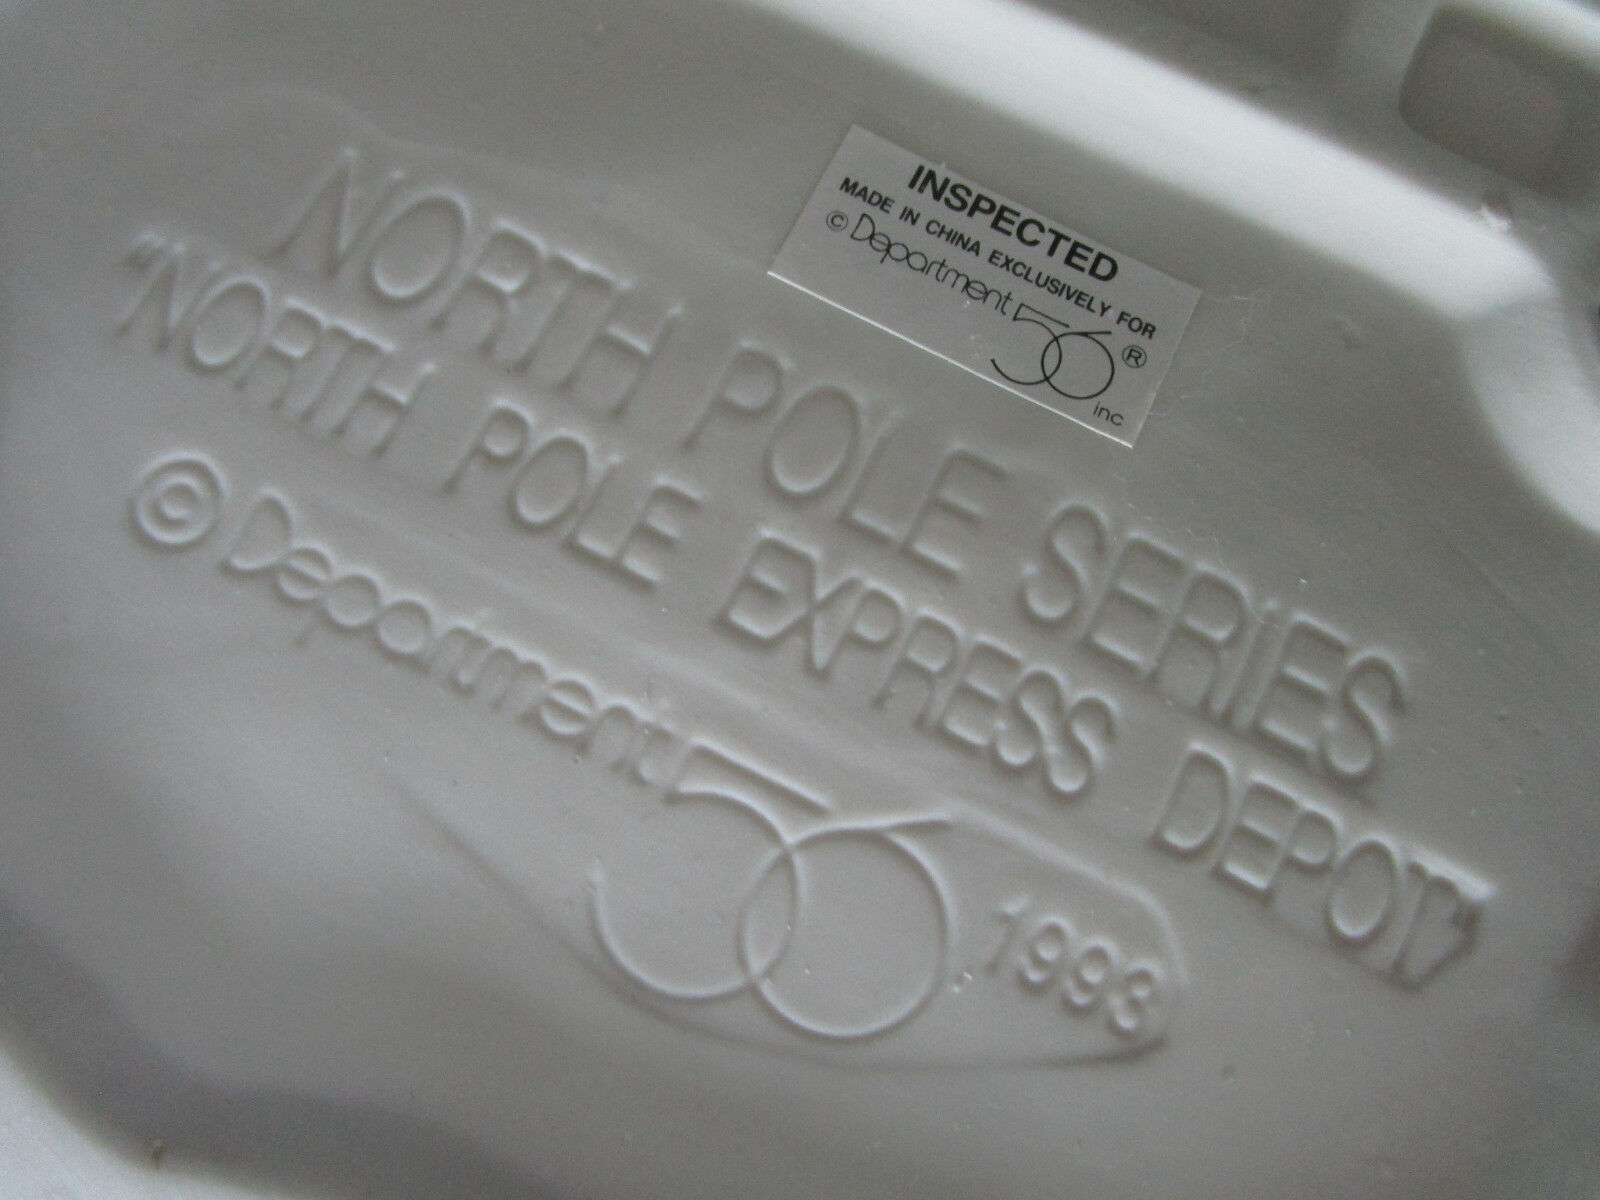 INSPECTED
MADE IN CHINA EXCLUSIVELY FOR
© Department 56 ®
inc
NORTH POLE SERIES
"NORTH POLE EXPRESS DEPOT"
© Department 56 1993